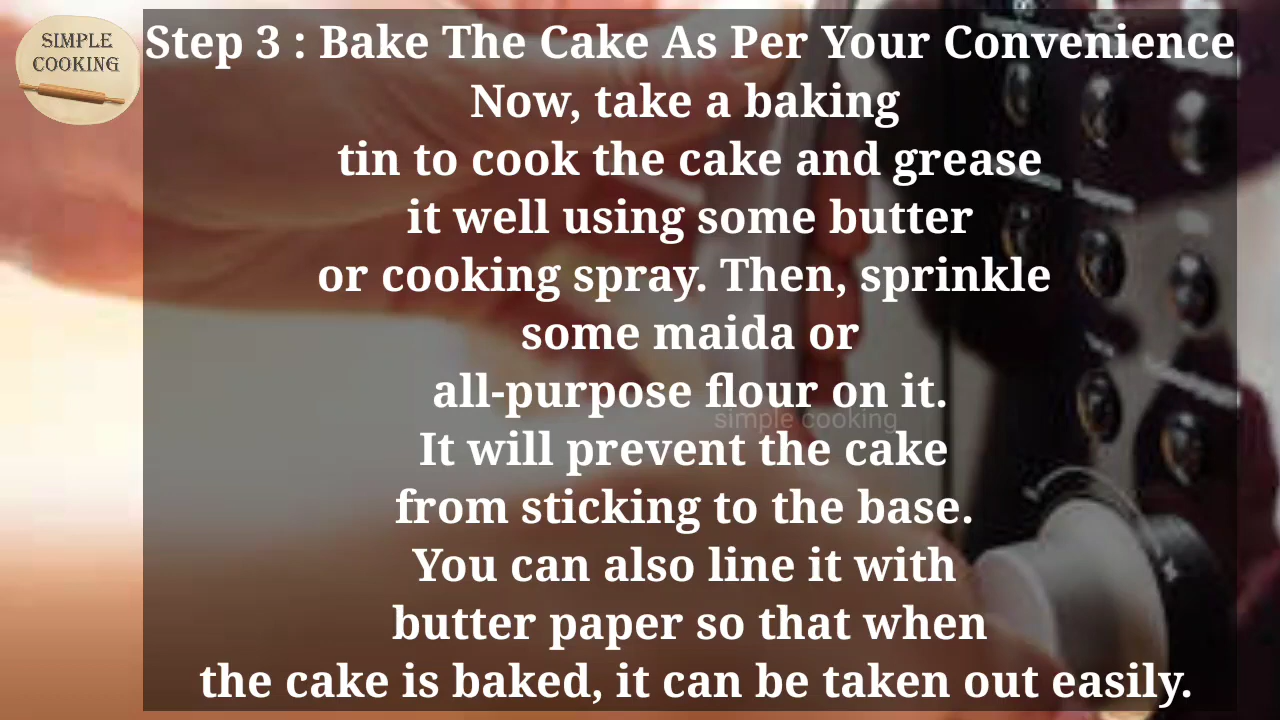 SIMPLE
COOKING
Step 3 : Bake The Cake As Per Your Convenience
Now, take a baking
tin to cook the cake and grease
it well using some butter
or cooking spray. Then, sprinkle
some maida or
all-purpose flour on it.
simple cooking
It will prevent the cake
from sticking to the base.
You can also line it with
butter paper so that when
the cake is baked, it can be taken out easily.